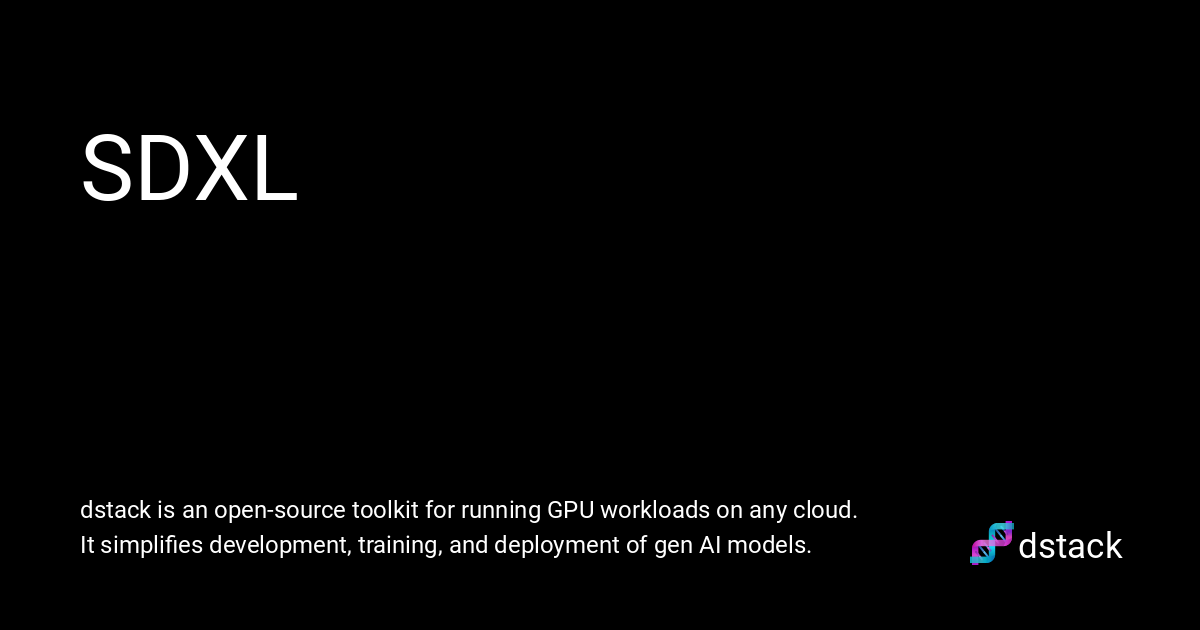 SDXL
dstack is an open-source toolkit for running GPU workloads on any cloud.
It simplifies development, training, and deployment of gen AI models.
dstack